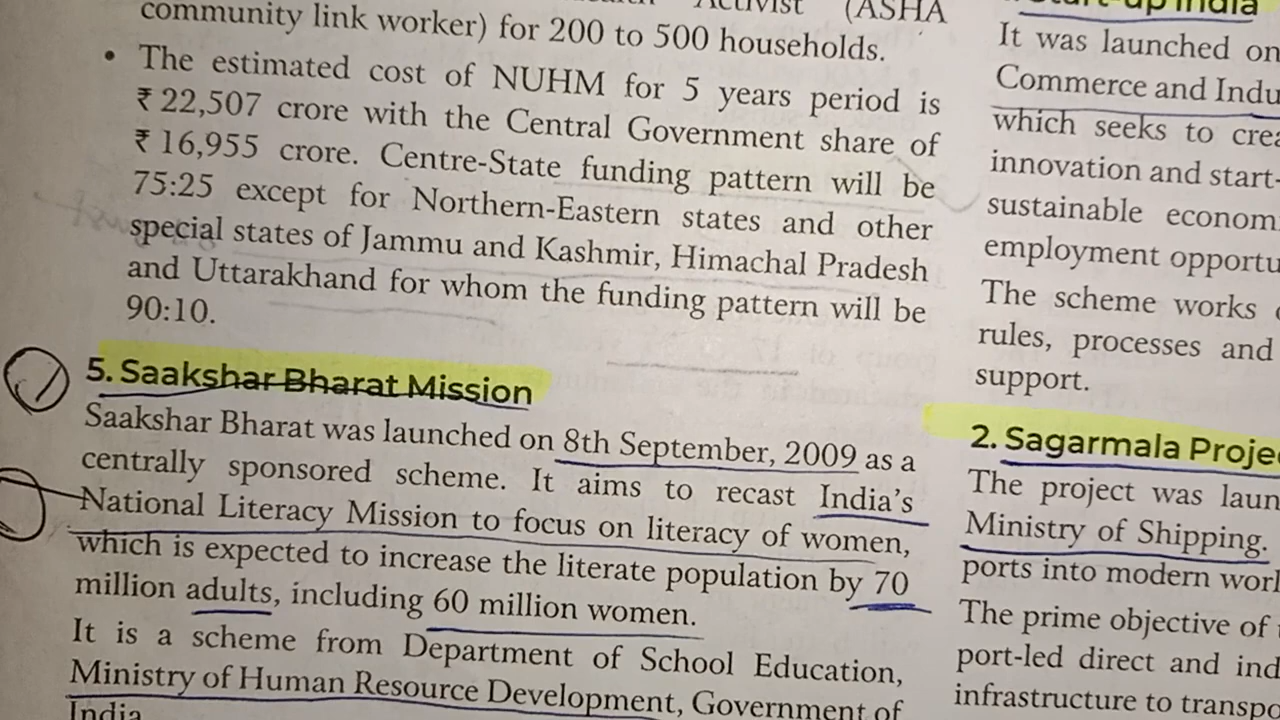 Activist (ASHA
community link worker) for 200 to 500 households.
• The estimated cost of NUHM for 5 years period is
₹ 22,507 crore with the Central Government share of
₹ 16,955 crore. Centre-State funding pattern will be
75:25 except for Northern-Eastern states and other
special states of Jammu and Kashmir, Himachal Pradesh
and Uttarakhand for whom the funding pattern will be
90:10.
5. Saakshar Bharat Mission
Saakshar Bharat was launched on 8th September, 2009 as a
centrally sponsored scheme. It aims to recast India's
National Literacy Mission to focus on literacy of women,
which is expected to increase the literate population by 70
million adults, including 60 million women.
It is a scheme from Department of School Education,
Ministry of Human Resource Development, Government of
India
Start-up India
It was launched on
Commerce and Indu
which seeks to crea
innovation and start-
sustainable econom
employment opportu
The scheme works
rules, processes and
support.
2. Sagarmala Proje
The project was laun
Ministry of Shipping.
ports into modern worl
The prime objective of
port-led direct and ind
infrastructure to transpo